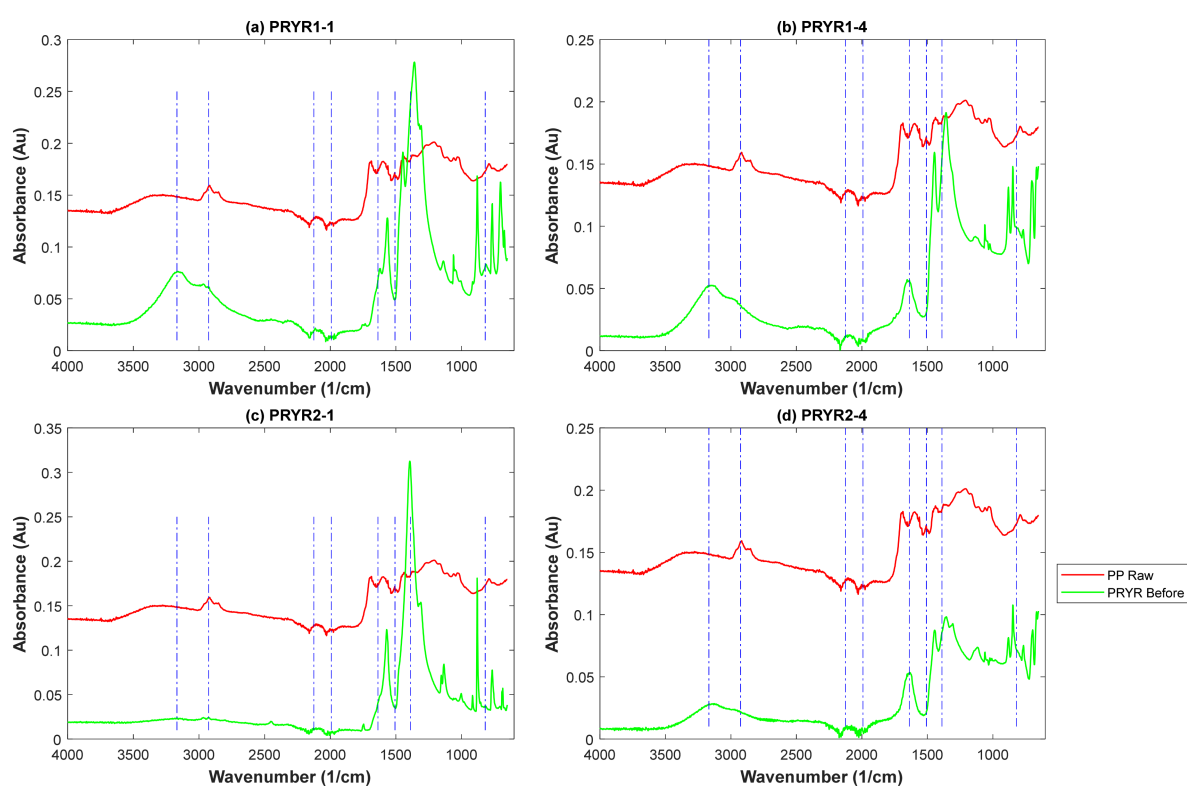 (a) PRYR1-1
0.3
0.25
0.2
0.15
0.1
0.05
0
Absorbance (Au)
4000 3500 3000 2500 2000 1500 1000
Wavenumber (1/cm)
(b) PRYR1-4
0.25
0.2
0.15
0.1
0.05
0
Absorbance (Au)
4000 3500 3000 2500 2000 1500 1000
Wavenumber (1/cm)
(c) PRYR2-1
0.35
0.3
0.25
0.2
0.15
0.1
0.05
0
Absorbance (Au)
4000 3500 3000 2500 2000 1500 1000
Wavenumber (1/cm)
(d) PRYR2-4
0.25
0.2
0.15
0.1
0.05
0
Absorbance (Au)
4000 3500 3000 2500 2000 1500 1000
Wavenumber (1/cm)
PP Raw
PRYR Before